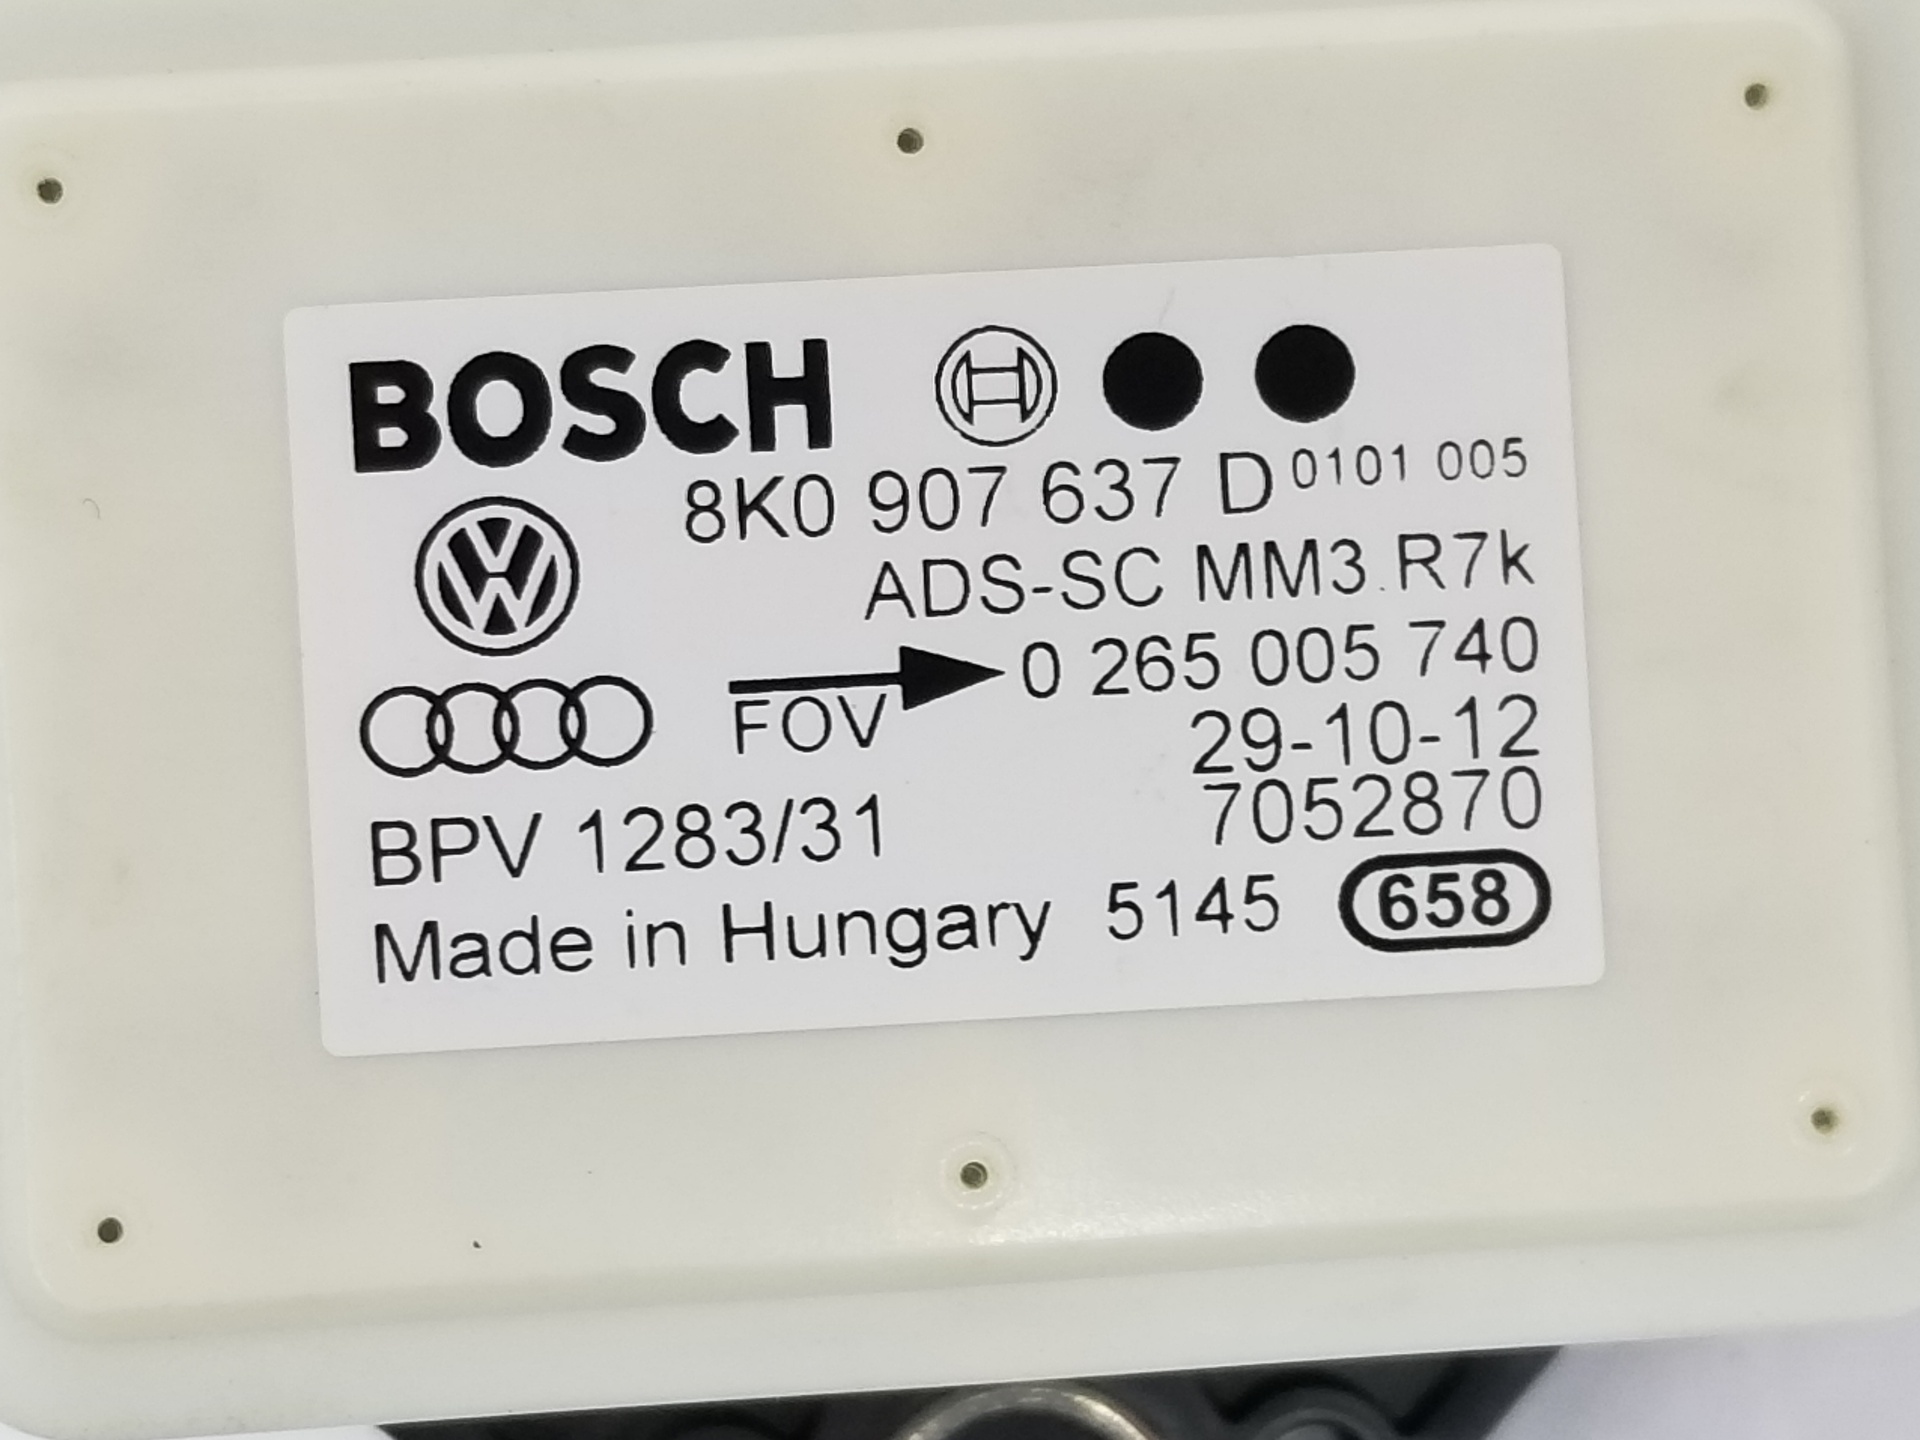 BOSCH
8K0 907 637 D 0101 005
ADS-SC MM3.R7k
0 265 005 740
FOV
29-10-12
BPV 1283/31
7052870
Made in Hungary 5145 658